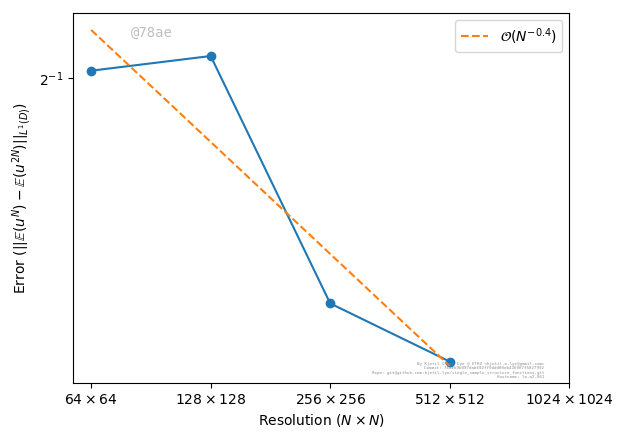 @78ae
𝒪(N^{-0.4})
2^{-1}
Error (||𝔼(u^N) − 𝔼(u^{2N})||_{L^1(D)})
64 × 64 128 × 128 256 × 256 512 × 512 1024 × 1024
Resolution (N × N)